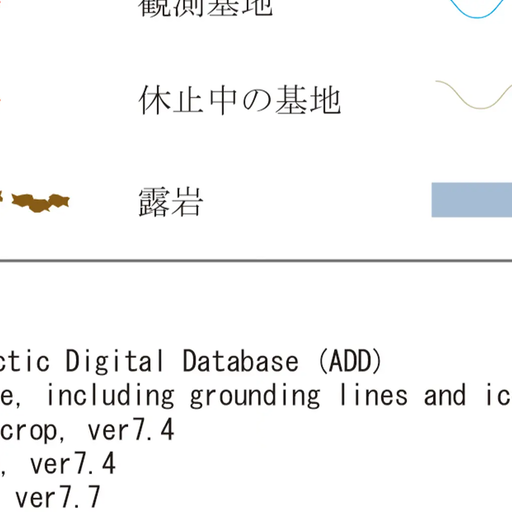 観測基地
休止中の基地
露岩
ctic Digital Database (ADD)
e, including grounding lines and ic
crop, ver7.4
, ver7.4
ver7.7